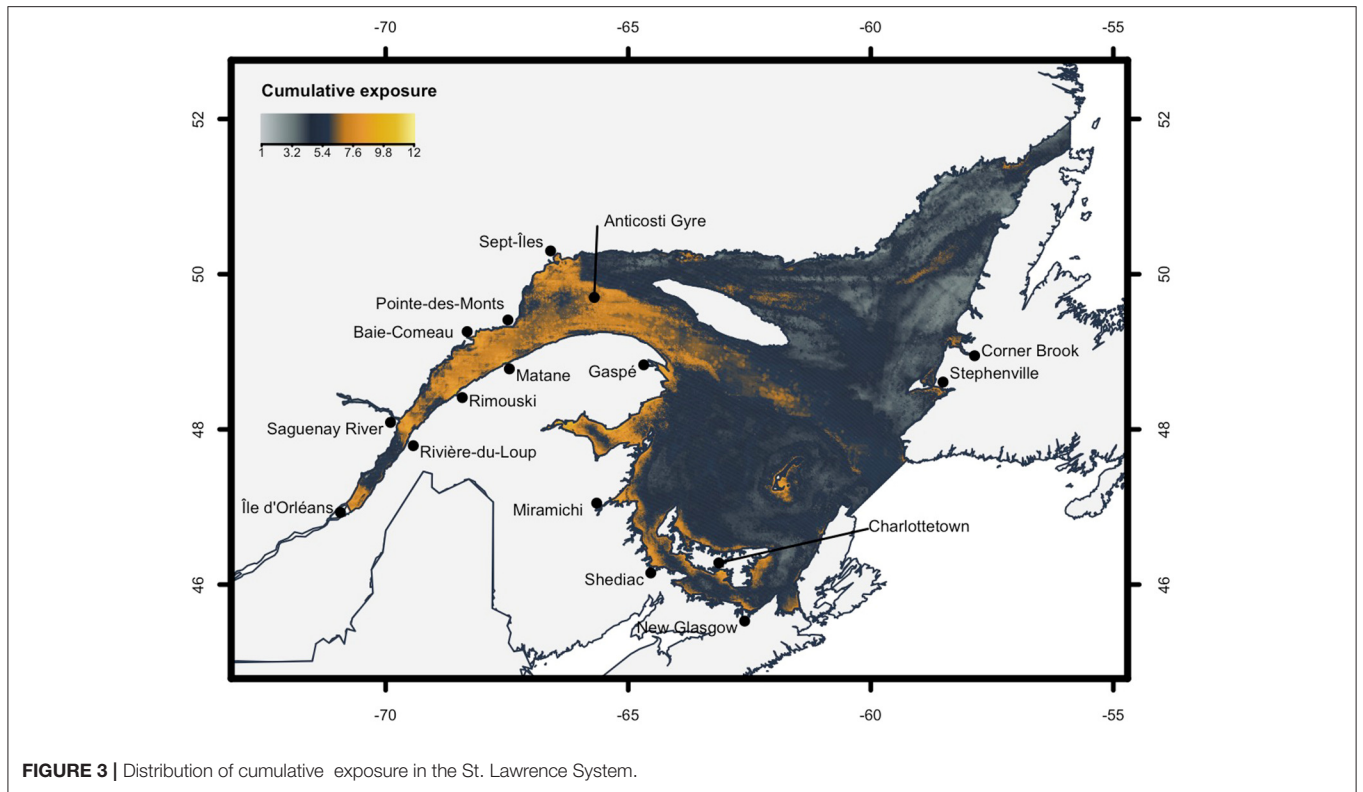 -70 -65 -60 -55
Cumulative exposure
1 3.2 5.4 7.6 9.8 12
52 52
Anticosti Gyre
Sept-Îles
50 50
Pointe-des-Monts
Baie-Comeau
Corner Brook
Matane
Gaspé
Stephenville
Rimouski
48 48
Saguenay River
Rivière-du-Loup
Île d'Orléans
Miramichi
Charlottetown
46 46
Shediac
New Glasgow
-70 -65 -60 -55
FIGURE 3 | Distribution of cumulative exposure in the St. Lawrence System.